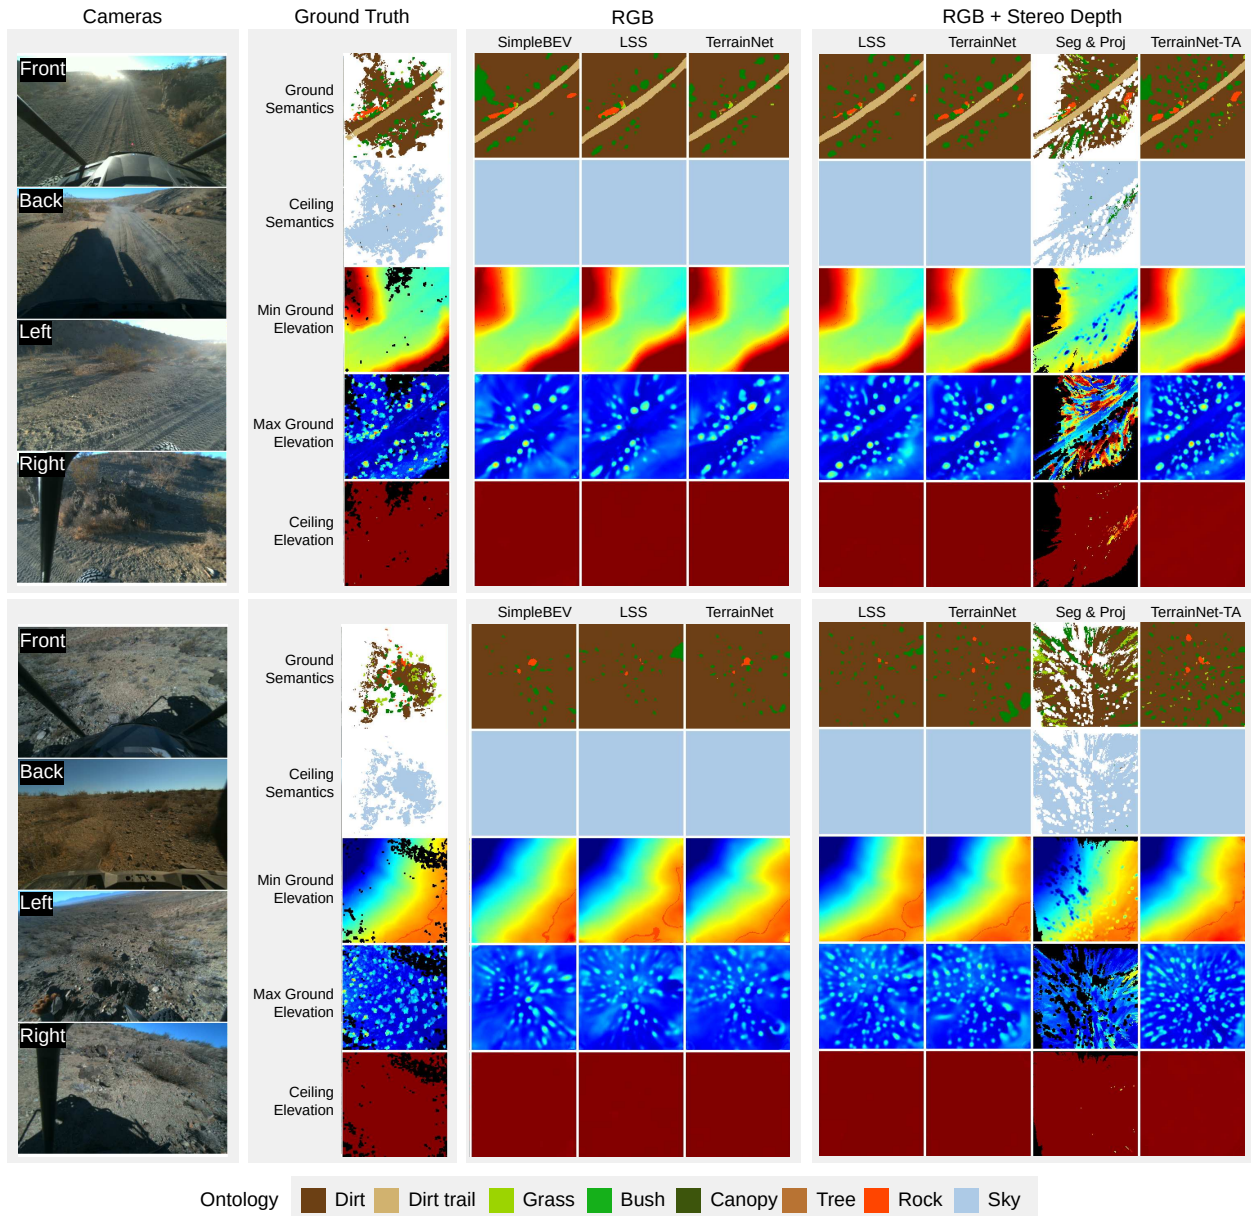 Cameras
Ground Truth
RGB
RGB + Stereo Depth
SimpleBEV LSS TerrainNet
LSS TerrainNet Seg & Proj TerrainNet-TA
Front
Back
Left
Right
Ground
Semantics
Ceiling
Semantics
Min Ground
Elevation
Max Ground
Elevation
Ceiling
Elevation
SimpleBEV LSS TerrainNet
LSS TerrainNet Seg & Proj TerrainNet-TA
Front
Back
Left
Right
Ground
Semantics
Ceiling
Semantics
Min Ground
Elevation
Max Ground
Elevation
Ceiling
Elevation
Ontology Dirt Dirt trail Grass Bush Canopy Tree Rock Sky